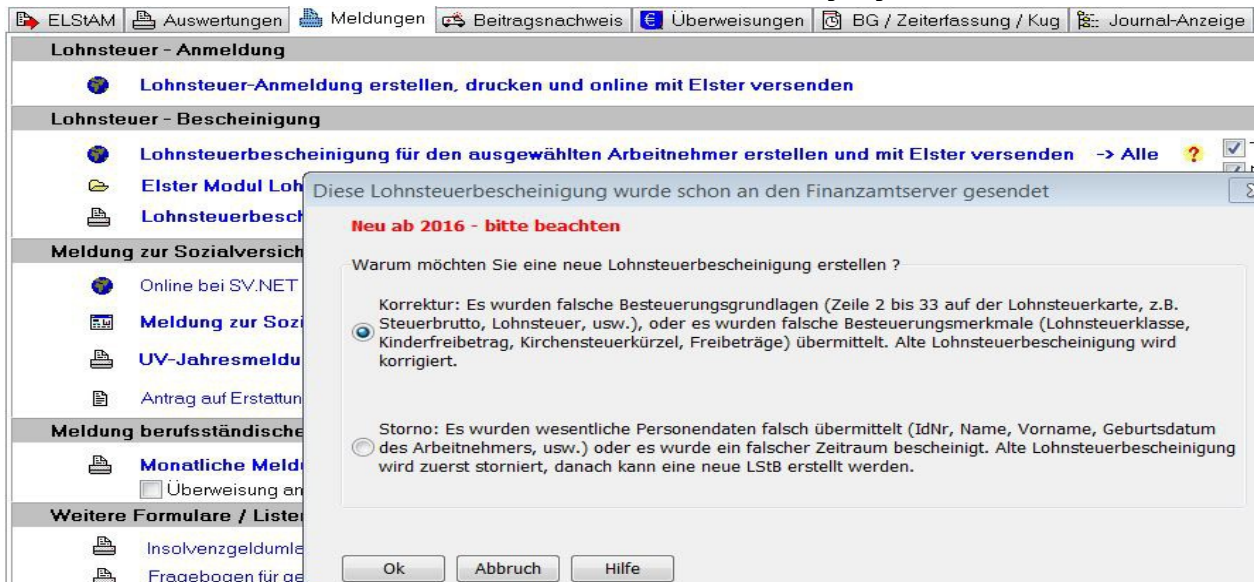 ELStAM Auswertungen Meldungen Beitragsnachweis Überweisungen BG / Zeiterfassung / Kug Journal-Anzeige
Lohnsteuer - Anmeldung
Lohnsteuer-Anmeldung erstellen, drucken und online mit Elster versenden
Lohnsteuer - Bescheinigung
Lohnsteuerbescheinigung für den ausgewählten Arbeitnehmer erstellen und mit Elster versenden -> Alle ?
Elster Modul Loh
Lohnsteuerbesch
Meldung zur Sozialversich
Online bei SV.NET
Meldung zur Sozi
UV-Jahresmeldu
Antrag auf Erstattun
Meldung berufsständische
Monatliche Meld
Überweisung an
Weitere Formulare / Liste
Insolvenzgeldumla
Fragebogen für ge
Diese Lohnsteuerbescheinigung wurde schon an den Finanzamtserver gesendet
Neu ab 2016 - bitte beachten
Warum möchten Sie eine neue Lohnsteuerbescheinigung erstellen ?
Korrektur: Es wurden falsche Besteuerungsgrundlagen (Zeile 2 bis 33 auf der Lohnsteuerkarte, z.B.
Steuerbrutto, Lohnsteuer, usw.), oder es wurden falsche Besteuerungsmerkmale (Lohnsteuerklasse,
Kinderfreibetrag, Kirchensteuerkürzel, Freibeträge) übermittelt. Alte Lohnsteuerbescheinigung wird
korrigiert.
Storno: Es wurden wesentliche Personendaten falsch übermittelt (IdNr, Name, Vorname, Geburtsdatum
des Arbeitnehmers, usw.) oder es wurde ein falscher Zeitraum bescheinigt. Alte Lohnsteuerbescheinigung
wird zuerst storniert, danach kann eine neue LStB erstellt werden.
Ok Abbruch Hilfe